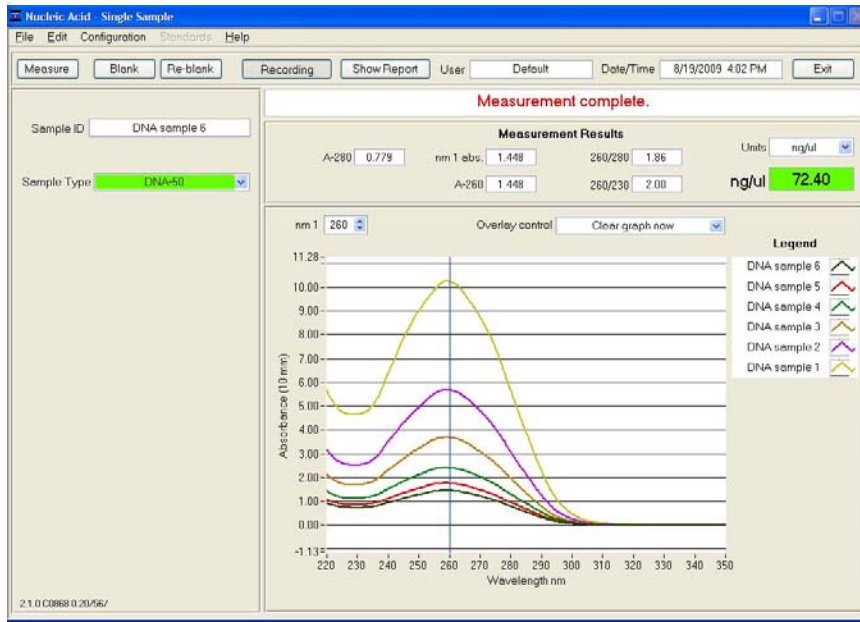 Nucleic Acid - Single Sample
File Edit Configuration Standards Help
Measure Blank Re-blank Recording Show Report User Default Date/Time 8/19/2009 4:02 PM Exit
Measurement complete.
Sample ID DNA sample 6
Sample Type DNA-50
Measurement Results
A-280 0.779 nm 1 abs. 1.448 260/280 1.86
A-260 1.448 260/230 2.00
Units ng/ul
ng/ul 72.40
nm 1 260 Overlay control Clear graph now
Legend
DNA sample 6
DNA sample 5
DNA sample 4
DNA sample 3
DNA sample 2
DNA sample 1
Absorbance (10 mm)
11.28
10.00
9.00
8.00
7.00
6.00
5.00
4.00
3.00
2.00
1.00
0.00
-1.13
220 230 240 250 260 270 280 290 300 310 320 330 340 350
Wavelength nm
2.1.0 C0868 0.20/56/